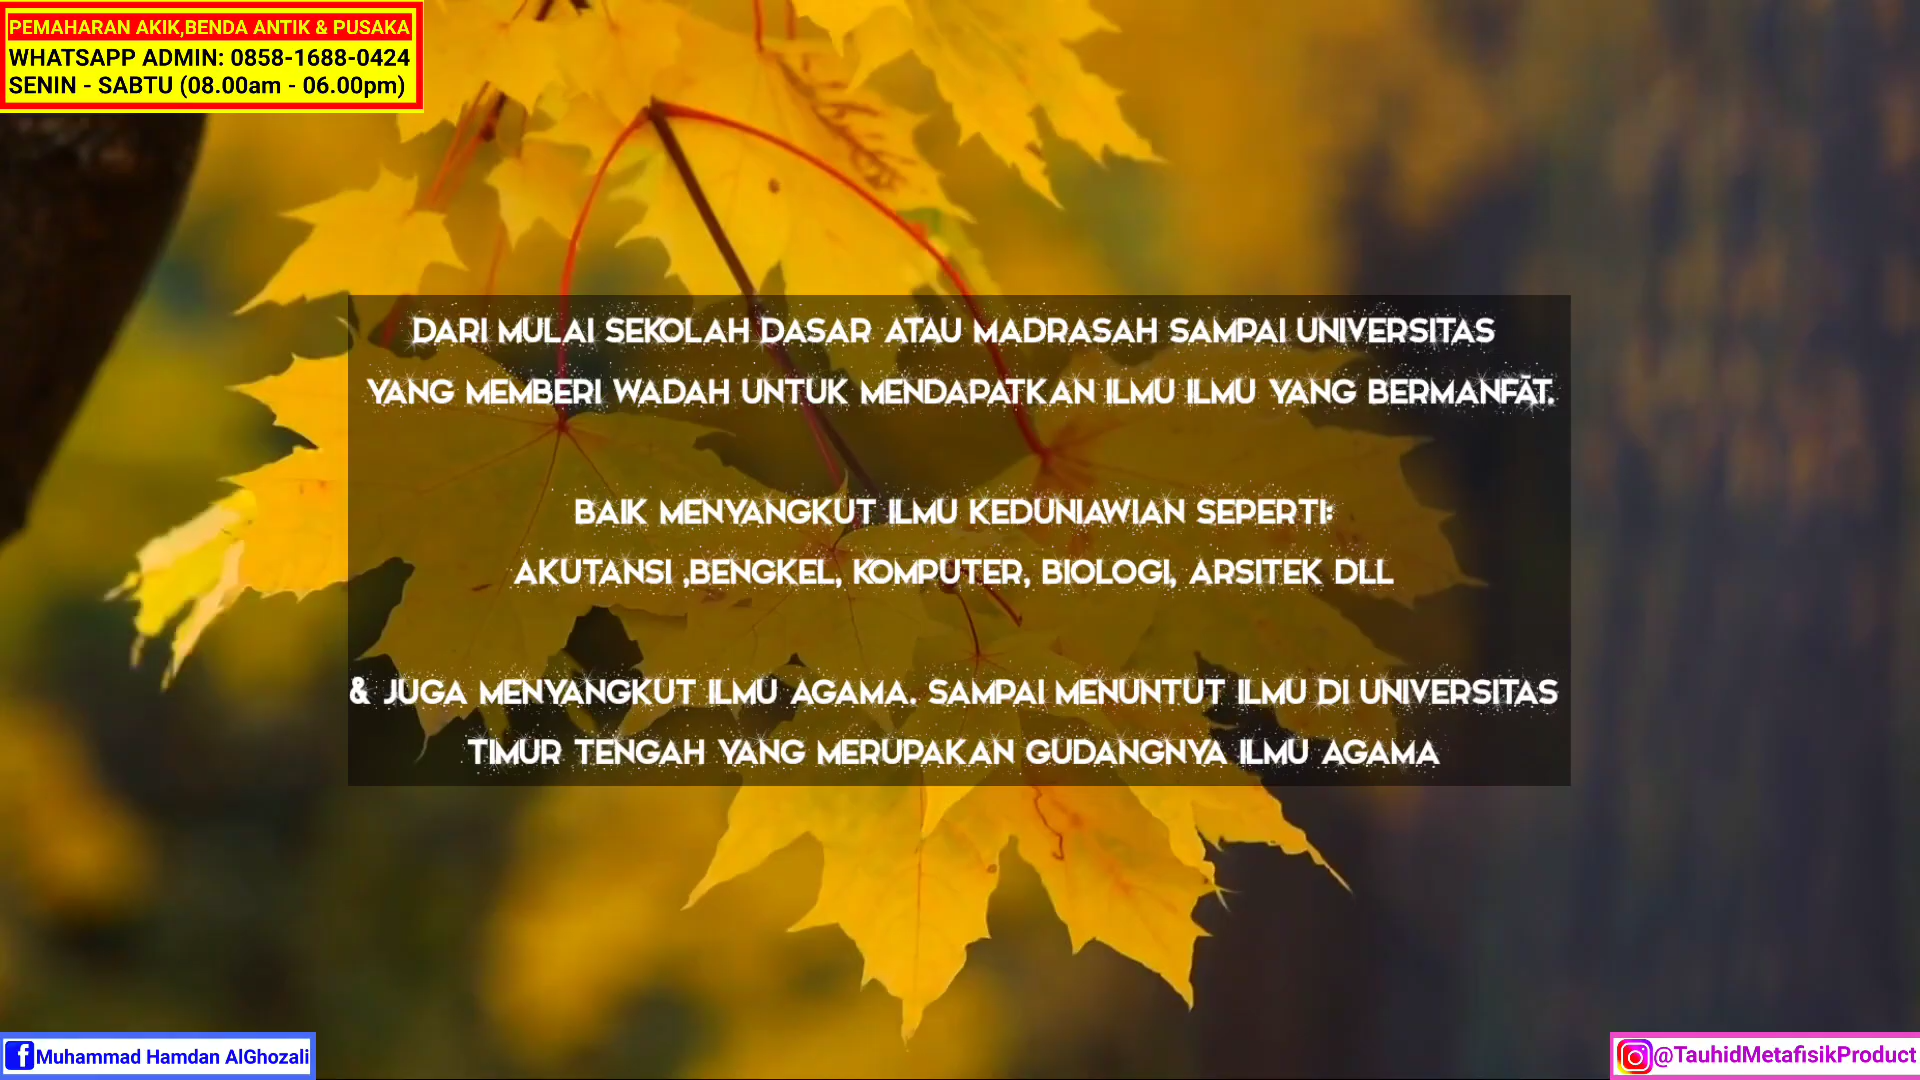 PEMAHARAN AKIK,BENDA ANTIK & PUSAKA
WHATSAPP ADMIN: 0858-1688-0424
SENIN - SABTU (08.00am - 06.00pm)
DARI MULAI SEKOLAH DASAR ATAU MADRASAH SAMPAI UNIVERSITAS
YANG MEMBERI WADAH UNTUK MENDAPATKAN ILMU ILMU YANG BERMANFĀT.
BAIK MENYANGKUT ILMU KEDUNIAWIAN SEPERTI:
AKUTANSI ,BENGKEL, KOMPUTER, BIOLOGI, ARSITEK DLL
& JUGA MENYANGKUT ILMU AGAMA. SAMPAI MENUNTUT ILMU DI UNIVERSITAS
TIMUR TENGAH YANG MERUPAKAN GUDANGNYA ILMU AGAMA
Muhammad Hamdan AlGhozali
@TauhidMetafisikProduct